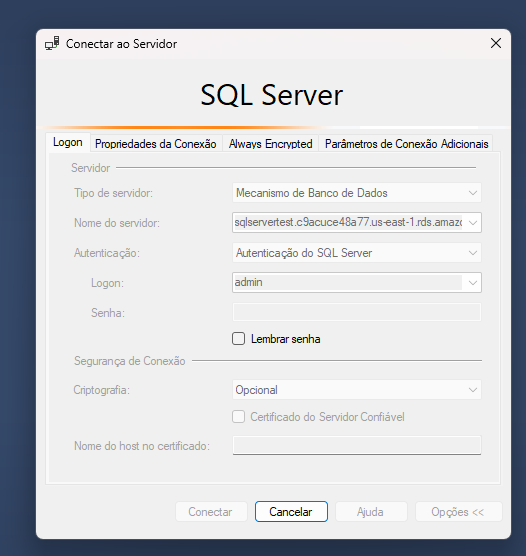 Conectar ao Servidor
SQL Server
Logon Propriedades da Conexão Always Encrypted Parâmetros de Conexão Adicionais
Servidor
Tipo de servidor: Mecanismo de Banco de Dados
Nome do servidor: sqlservertest.c9acuce48a77.us-east-1.rds.amazo
Autenticação: Autenticação do SQL Server
Logon: admin
Senha:
Lembrar senha
Segurança de Conexão
Criptografia: Opcional
Certificado do Servidor Confiável
Nome do host no certificado:
Conectar Cancelar Ajuda Opções <<